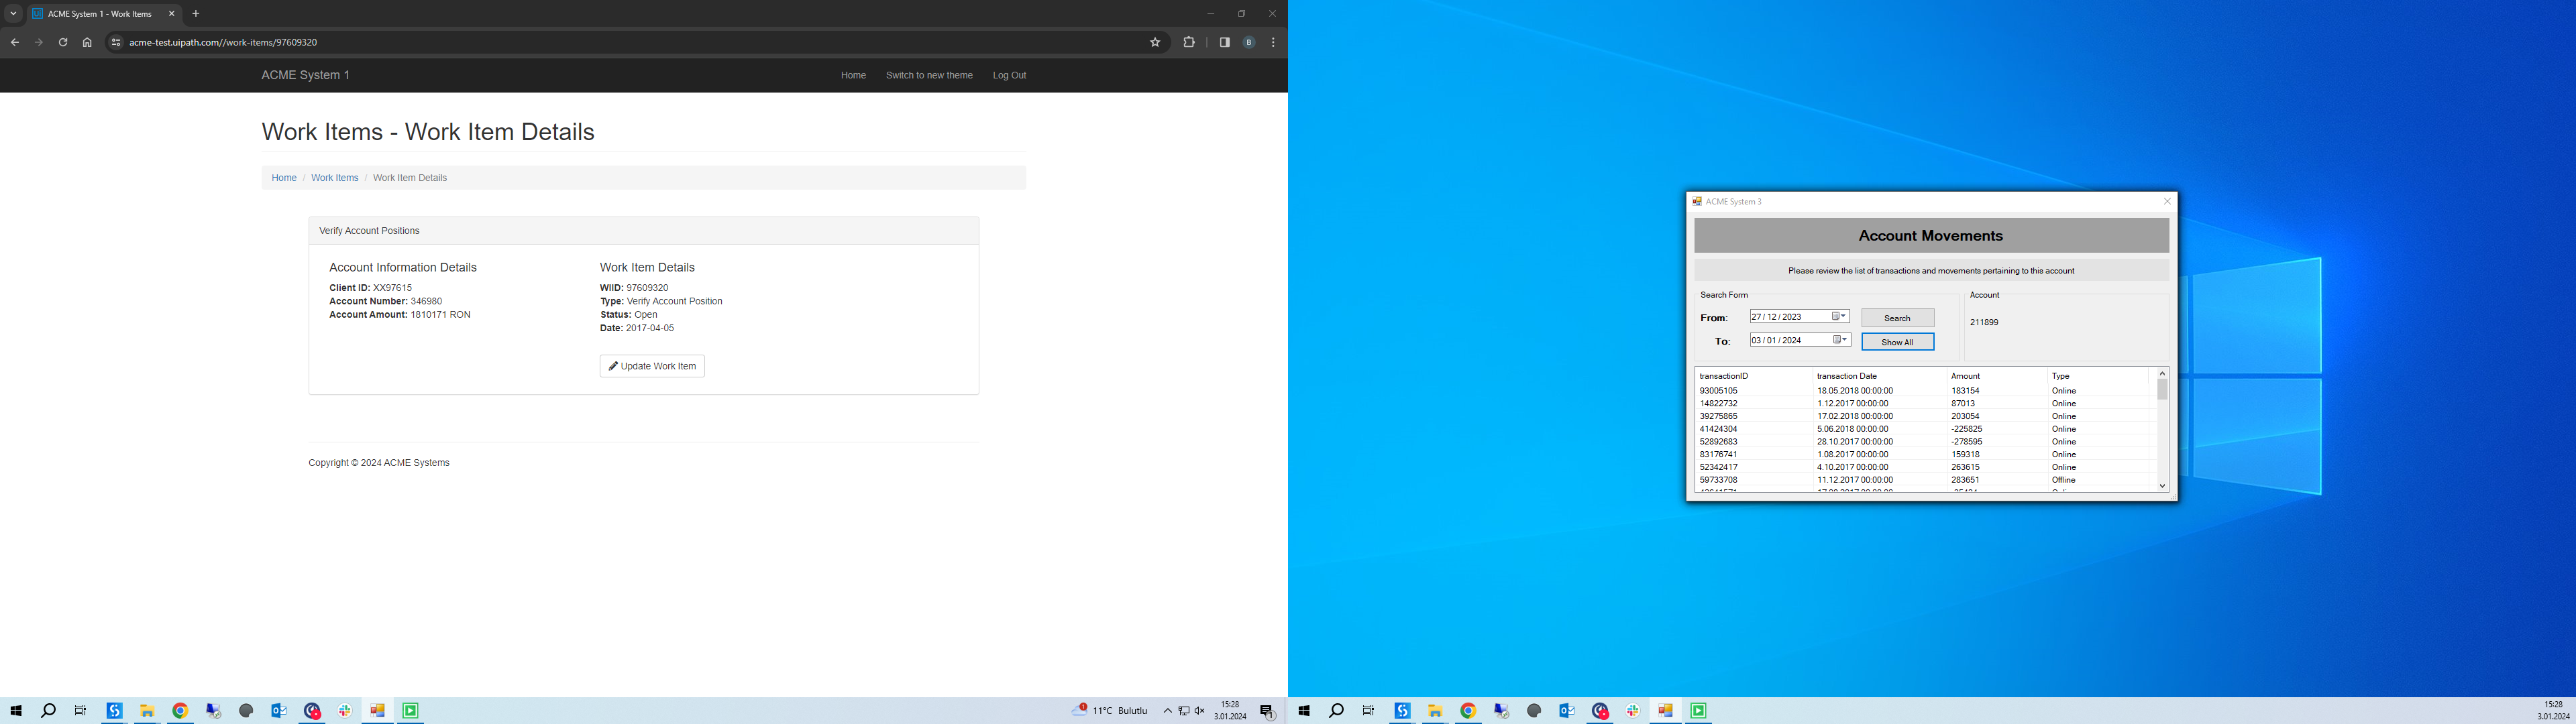 ACME System 1 - Work Items
acme-test.uipath.com//work-items/97609320
B
ACME System 1
Home
Switch to new theme
Log Out
Work Items - Work Item Details
Home / Work Items / Work Item Details
Verify Account Positions
Account Information Details
Client ID: XX97615
Account Number: 346980
Account Amount: 1810171 RON
Work Item Details
WIID: 97609320
Type: Verify Account Position
Status: Open
Date: 2017-04-05
Update Work Item
Copyright © 2024 ACME Systems
11°C Bulutlu
15:28
3.01.2024
ACME System 3
Account Movements
Please review the list of transactions and movements pertaining to this account
Search Form
From: 27 / 12 / 2023
Search
To: 03 / 01 / 2024
Show All
Account
211899
transactionID transaction Date Amount Type
93005105 18.05.2018 00:00:00 183154 Online
14822732 1.12.2017 00:00:00 87013 Online
39275865 17.02.2018 00:00:00 203054 Online
41424304 5.06.2018 00:00:00 -225825 Online
52892683 28.10.2017 00:00:00 -278595 Online
83176741 1.08.2017 00:00:00 159318 Online
52342417 4.10.2017 00:00:00 263615 Online
59733708 11.12.2017 00:00:00 283651 Offline
15:28
3.01.2024